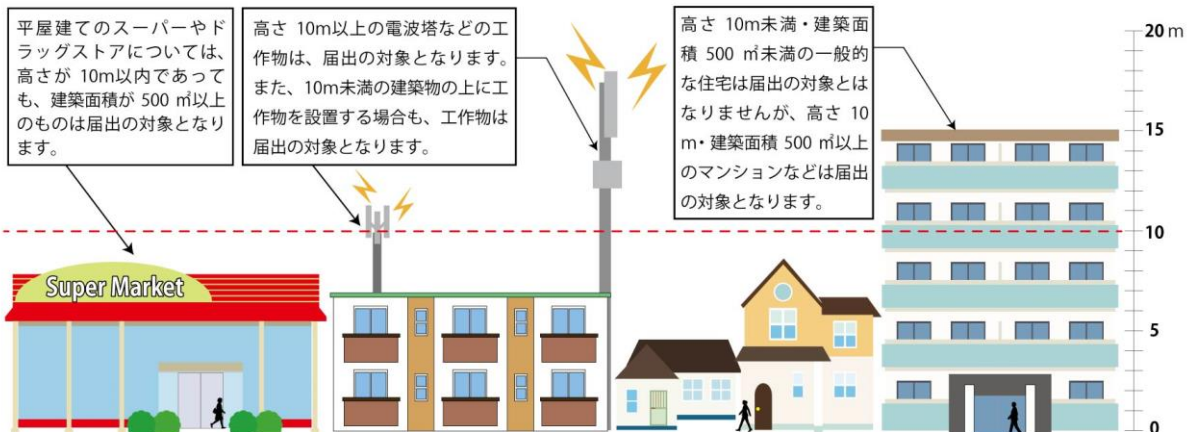 平屋建てのスーパーやド
ラッグストアについては、
高さが 10m以内であって
も、建築面積が 500 ㎡以上
のものは届出の対象となり
ます。
高さ 10m以上の電波塔などの工
作物は、届出の対象となります。
また、10m未満の建築物の上に工
作物を設置する場合も、工作物は
届出の対象となります。
高さ 10m未満・建築面
積 500 ㎡未満の一般的
な住宅は届出の対象とは
なりませんが、高さ 10
m・建築面積 500 ㎡以上
のマンションなどは届出
の対象となります。
20 m
15
10
5
0
Super Market